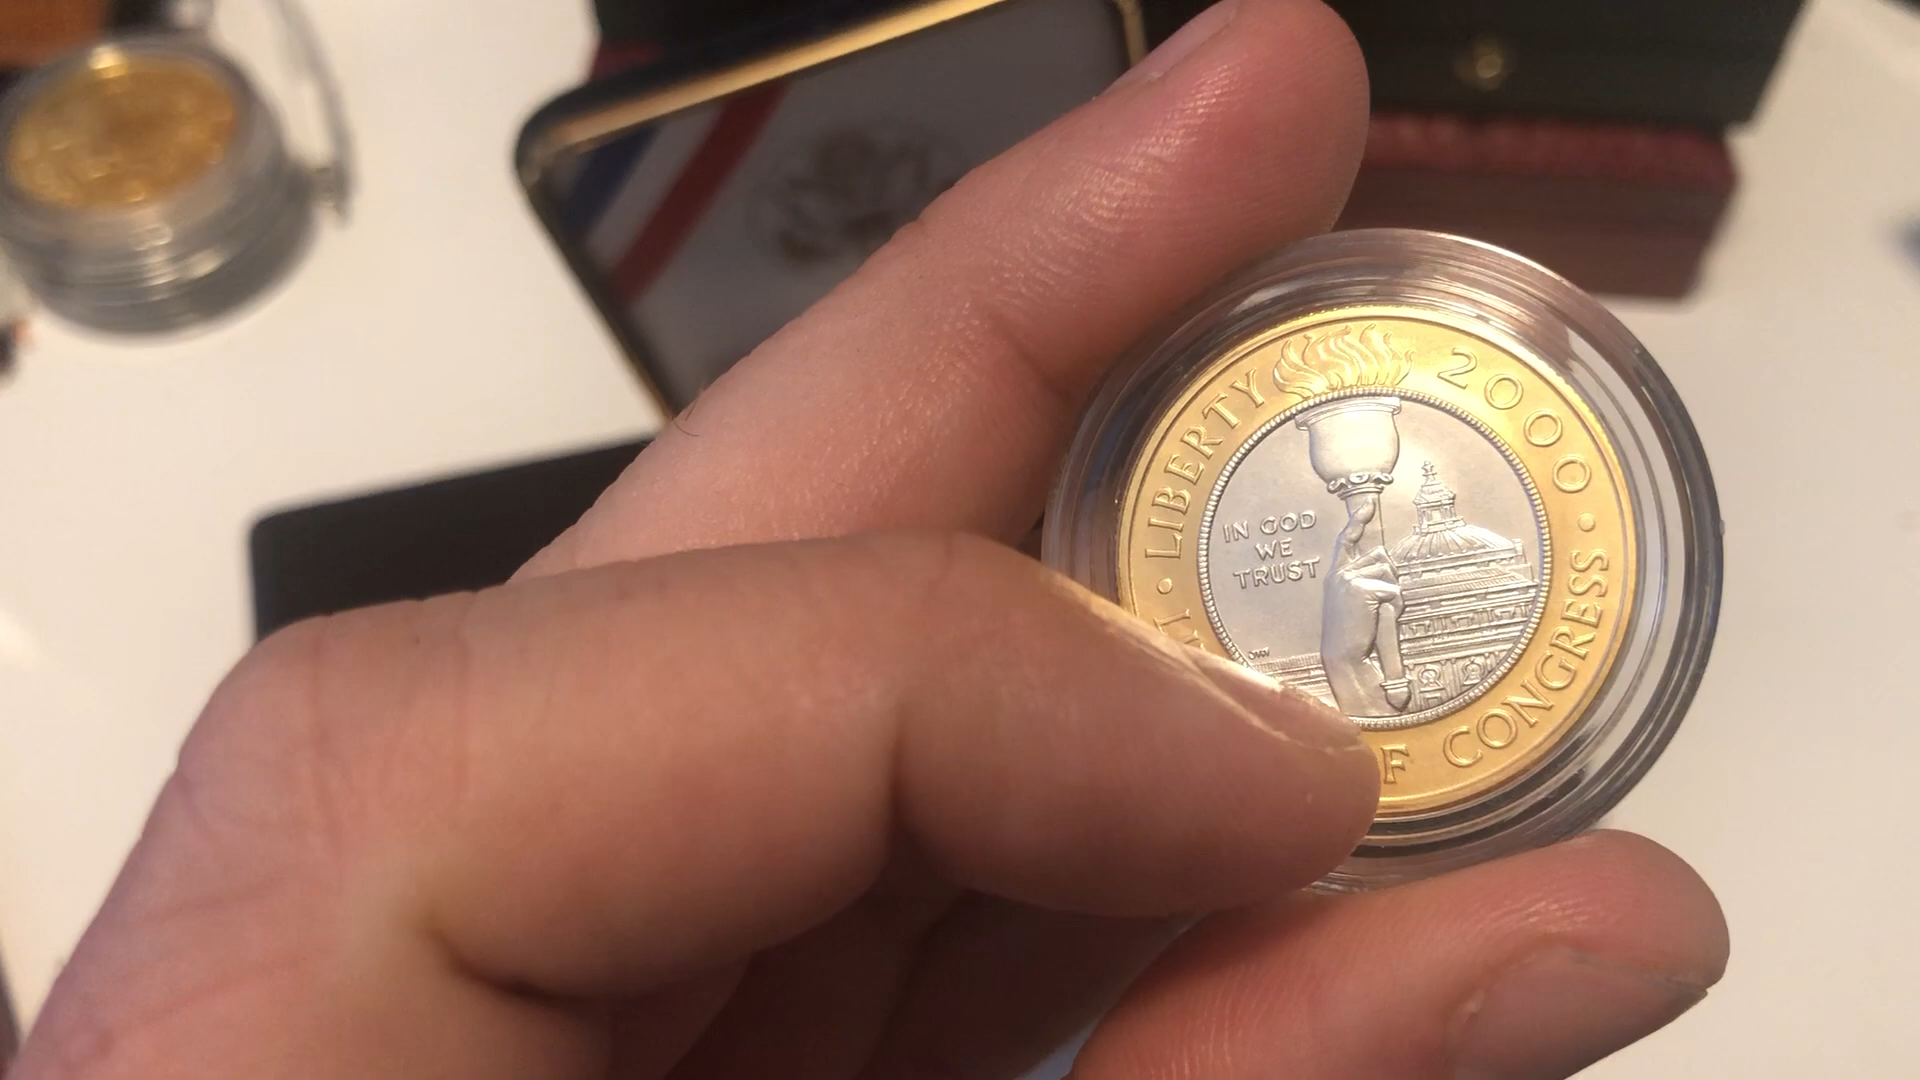 · LIBERTY 2000 ·
F CONGRESS
IN GOD
WE
TRUST